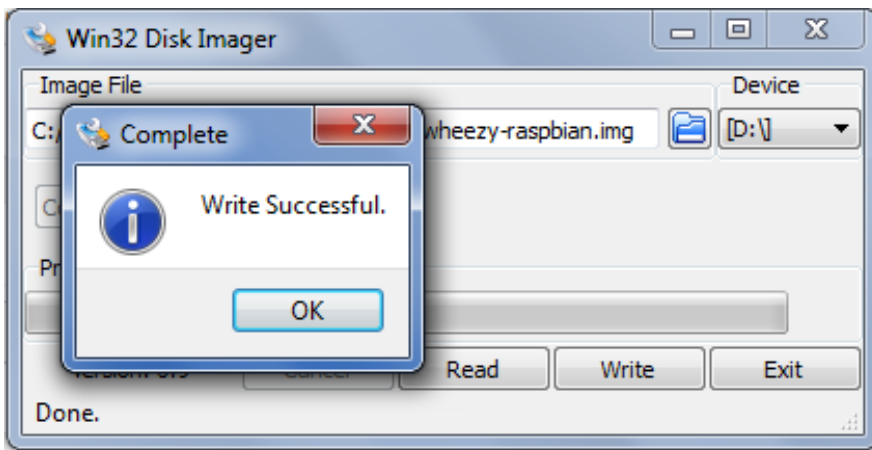 Win32 Disk Imager
Image File
Device
C:/
wheezy-raspbian.img
[D:\]
Complete
Write Successful.
OK
Read
Write
Exit
Done.